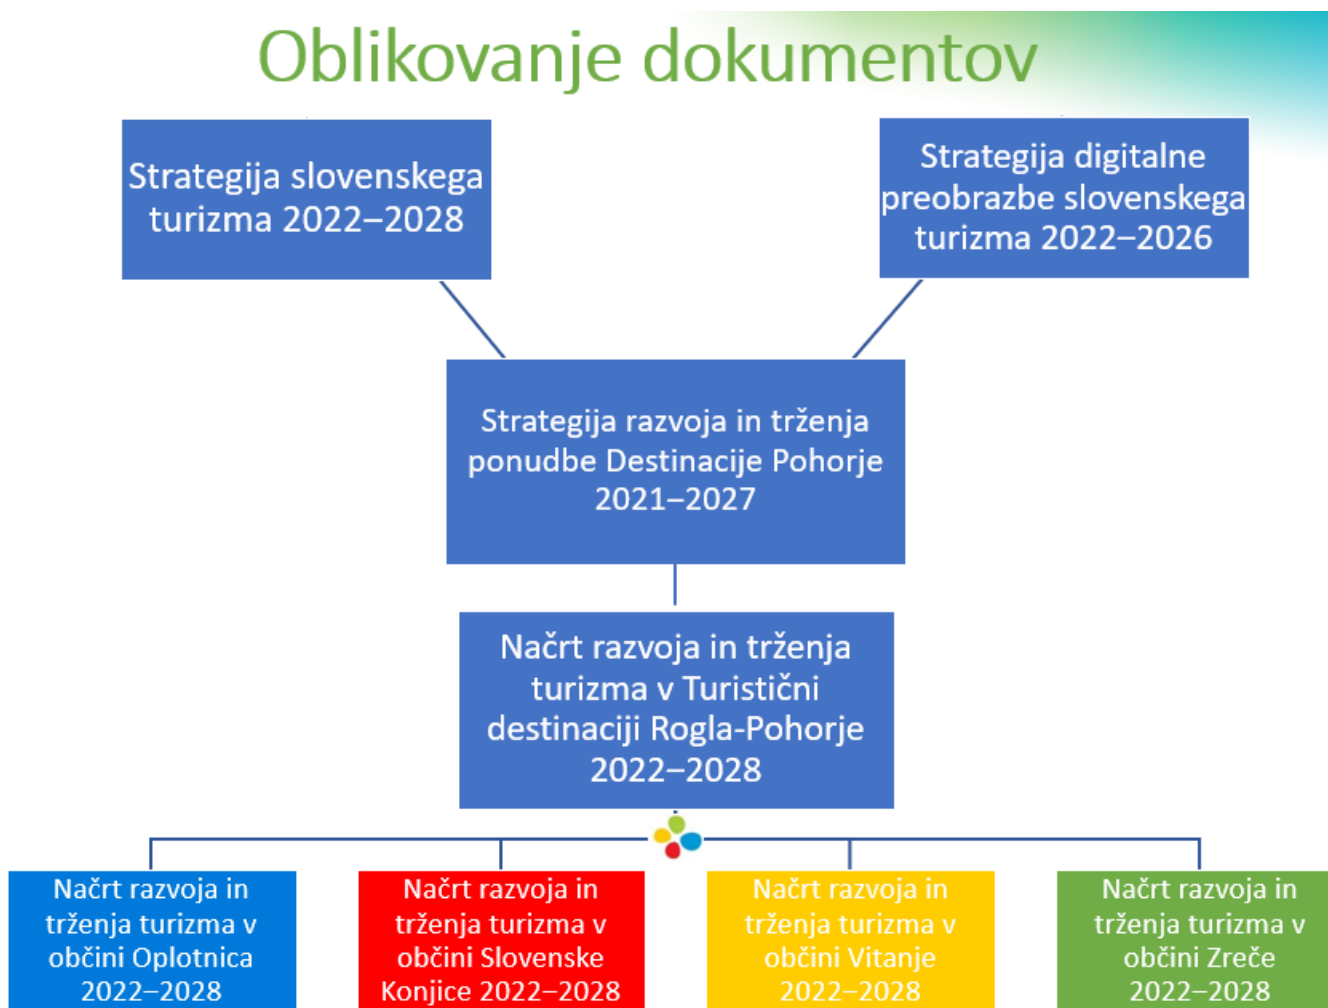 Oblikovanje dokumentov
Strategija slovenskega
turizma 2022–2028
Strategija digitalne
preobrazbe slovenskega
turizma 2022–2026
Strategija razvoja in trženja
ponudbe Destinacije Pohorje
2021–2027
Načrt razvoja in trženja
turizma v Turistični
destinaciji Rogla-Pohorje
2022–2028
Načrt razvoja in
trženja turizma v
občini Oplotnica
2022–2028
Načrt razvoja in
trženja turizma v
občini Slovenske
Konjice 2022–2028
Načrt razvoja in
trženja turizma v
občini Vitanje
2022–2028
Načrt razvoja in
trženja turizma v
občini Zreče
2022–2028